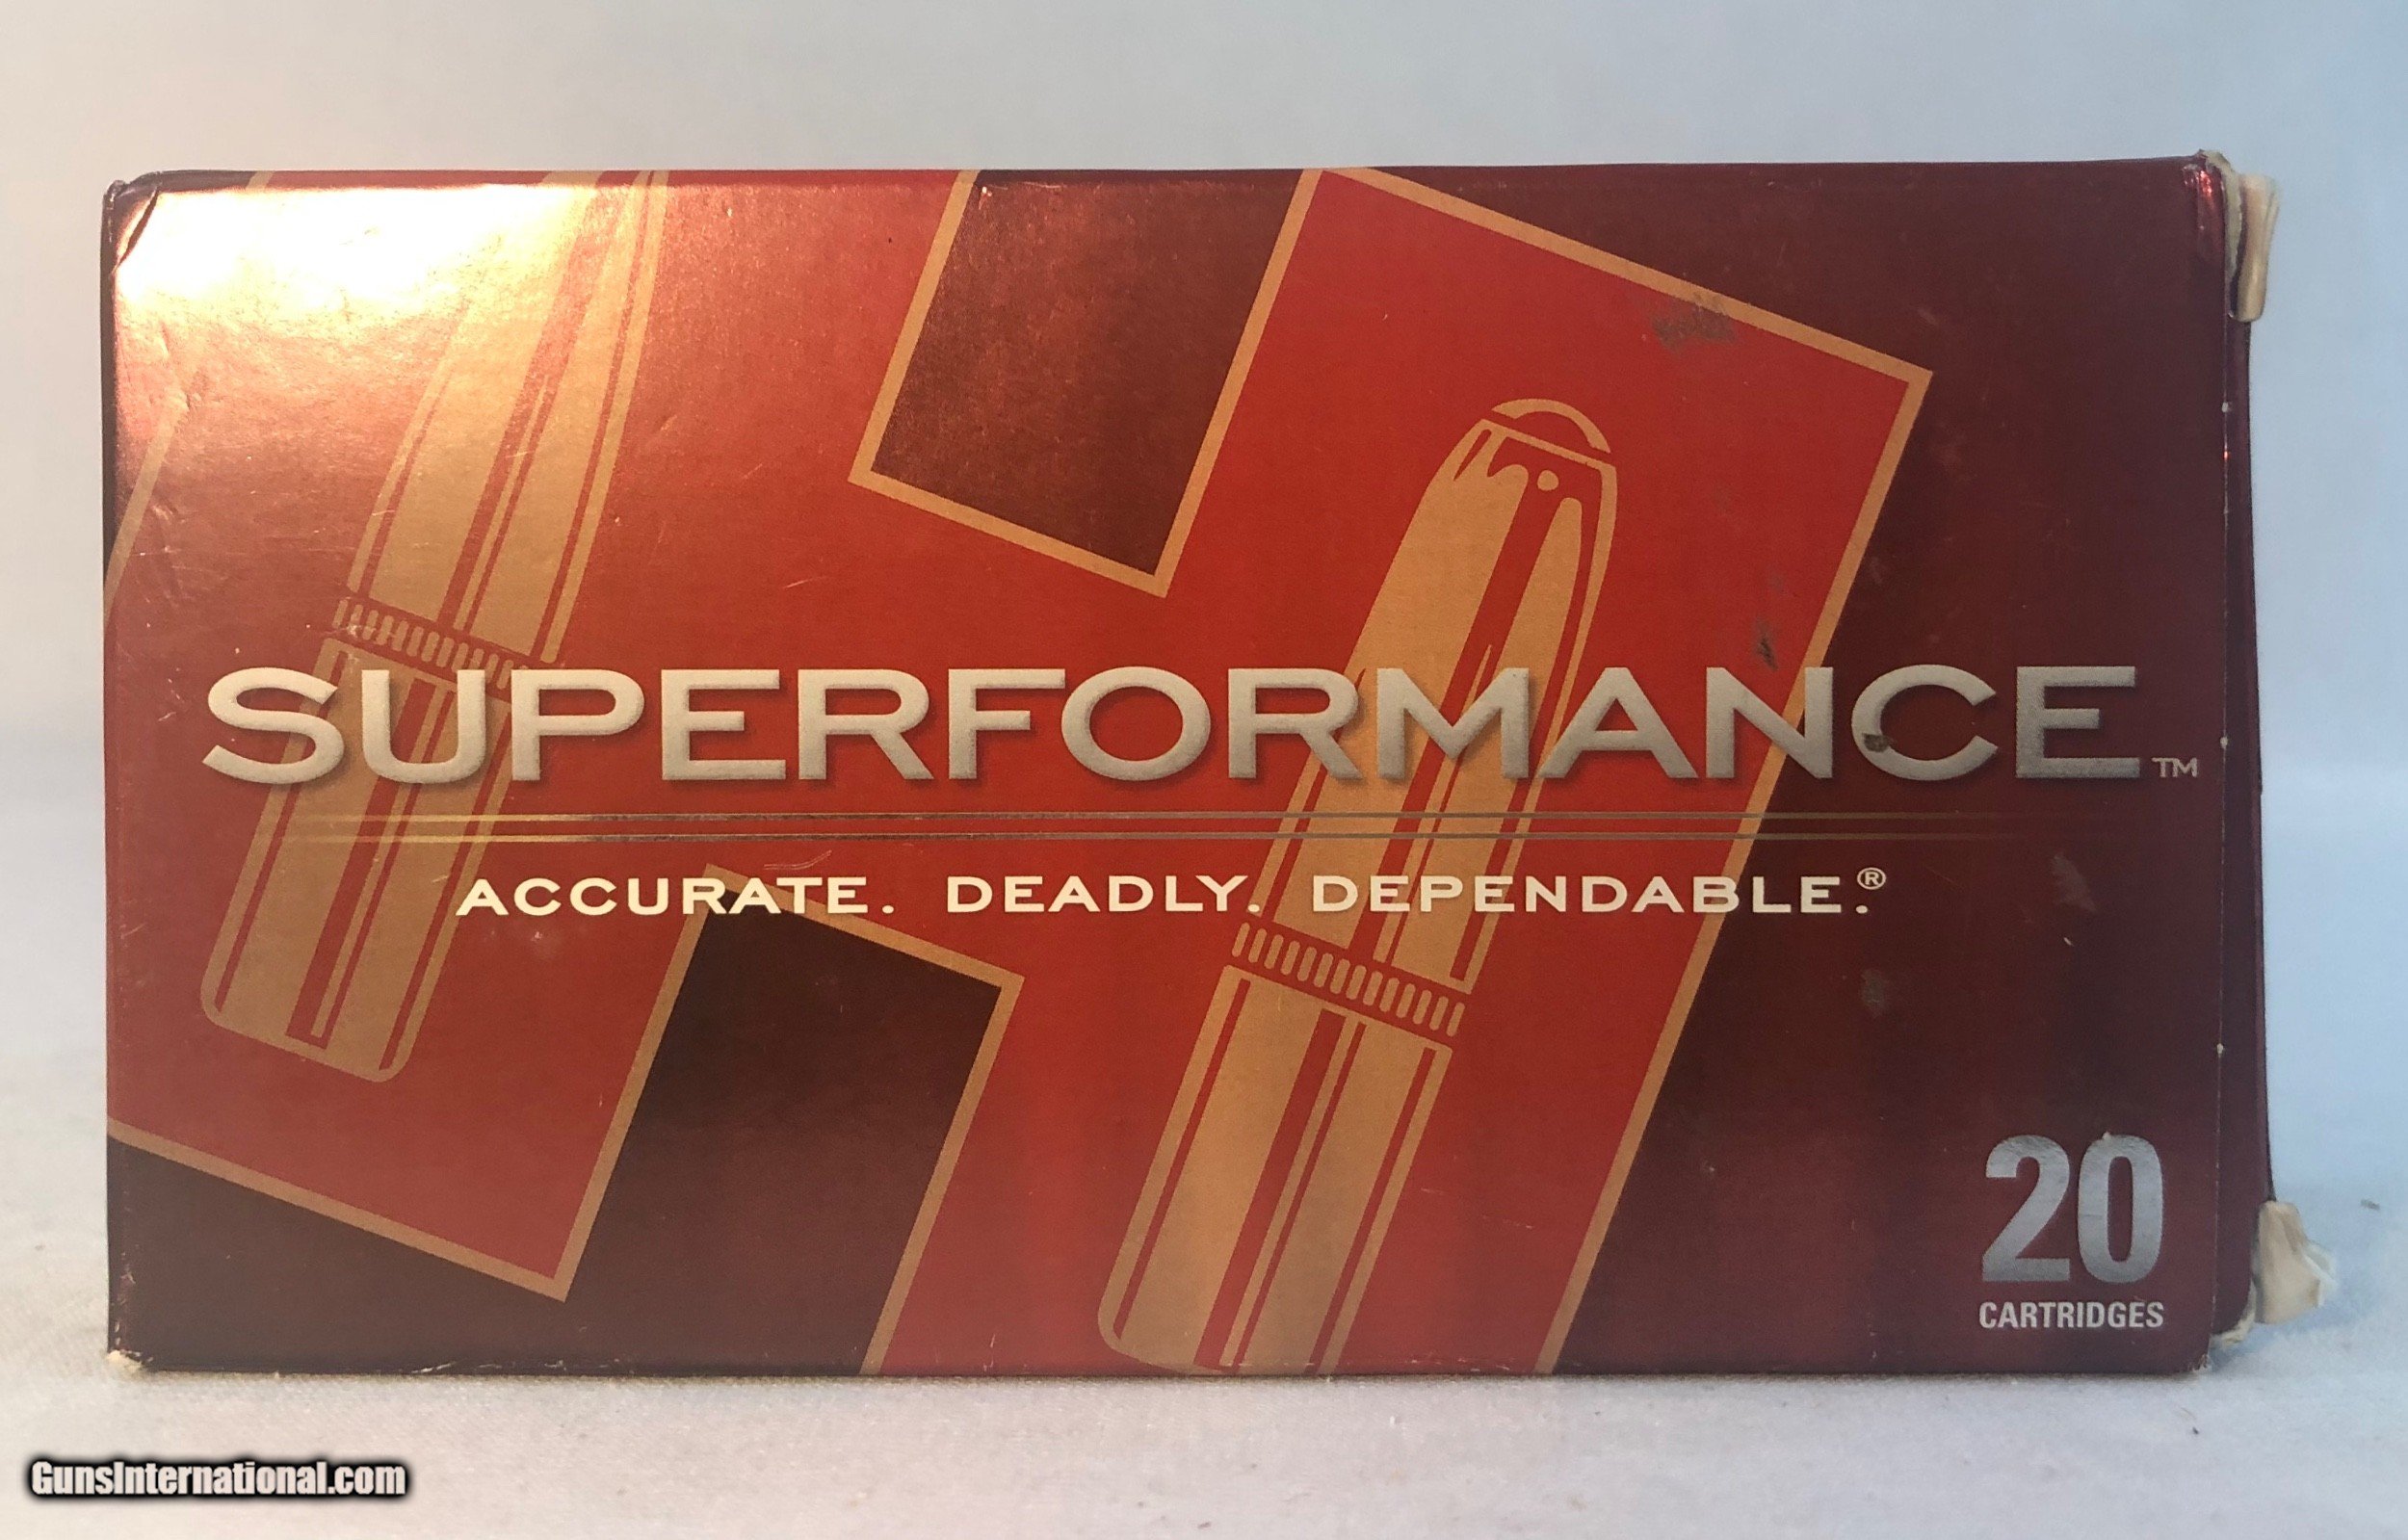 SUPERFORMANCE™
ACCURATE. DEADLY. DEPENDABLE.®
20
CARTRIDGES
GunsInternational.com